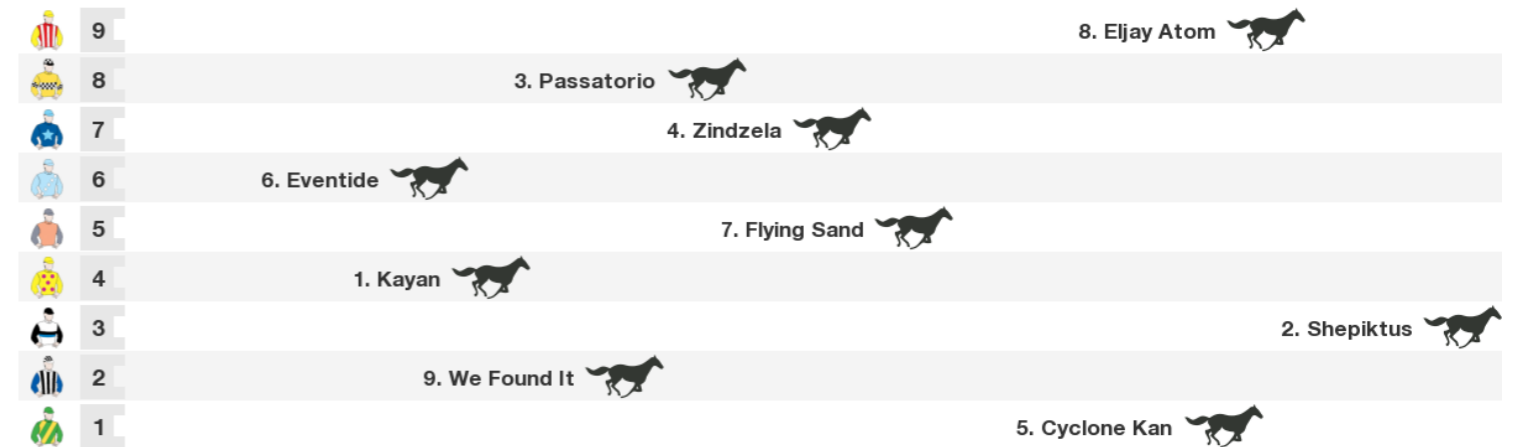 9 8. Eljay Atom
8 3. Passatorio
7 4. Zindzela
6 6. Eventide
5 7. Flying Sand
4 1. Kayan
3 2. Shepiktus
2 9. We Found It
1 5. Cyclone Kan